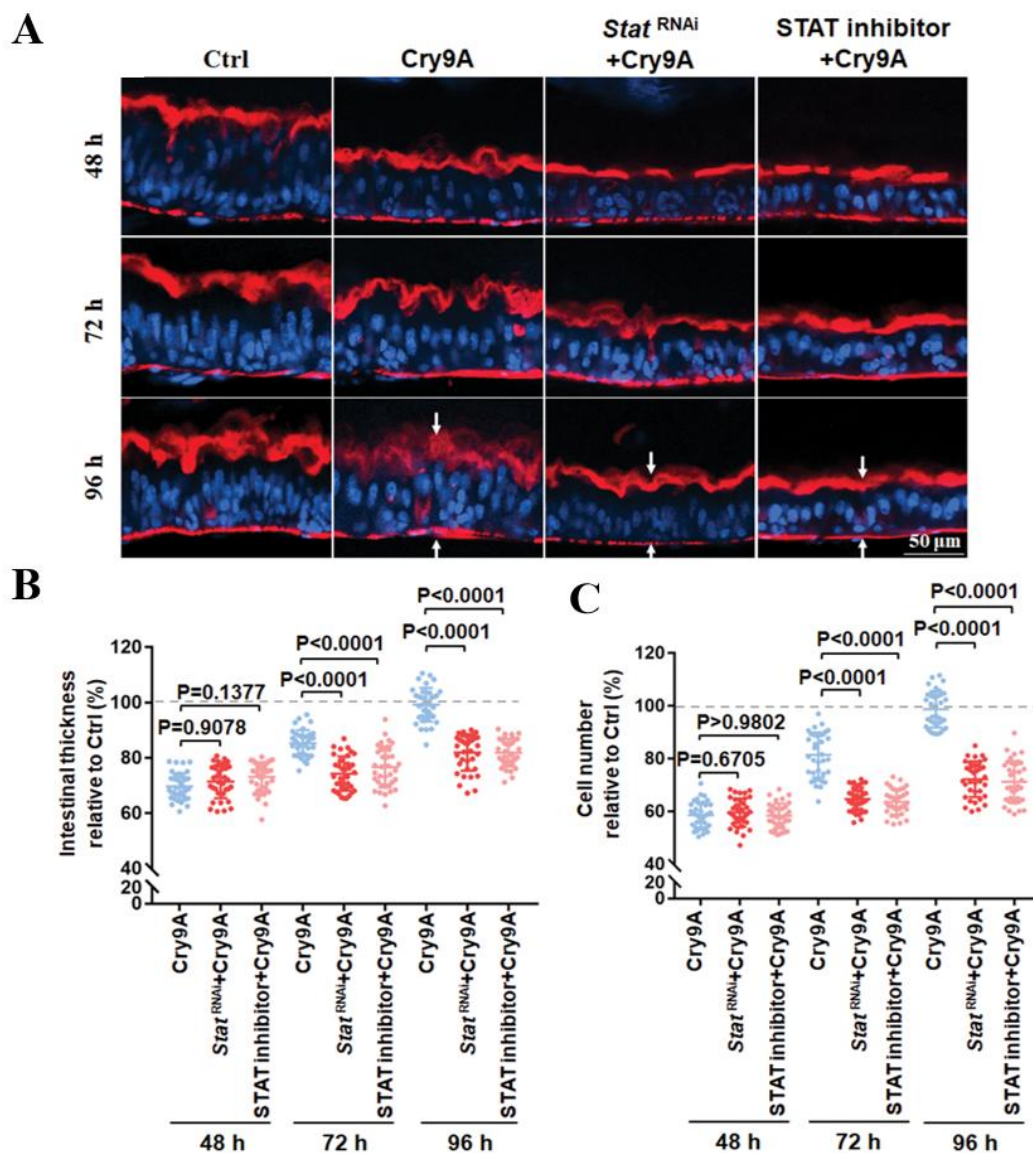 A
Ctrl
Cry9A
Stat RNAi
+Cry9A
STAT inhibitor
+Cry9A
48 h
72 h
96 h
50 μm
B
Intestinal thickness
relative to Ctrl (%)
120
100
80
60
40
20
0
P=0.9078
P=0.1377
P<0.0001
P<0.0001
P<0.0001
P<0.0001
Cry9A
Stat RNAi+Cry9A
STAT inhibitor+Cry9A
Cry9A
Stat RNAi+Cry9A
STAT inhibitor+Cry9A
Cry9A
Stat RNAi+Cry9A
STAT inhibitor+Cry9A
48 h
72 h
96 h
C
Cell number
relative to Ctrl (%)
120
100
80
60
40
20
0
P=0.6705
P>0.9802
P<0.0001
P<0.0001
P<0.0001
P<0.0001
Cry9A
Stat RNAi+Cry9A
STAT inhibitor+Cry9A
Cry9A
Stat RNAi+Cry9A
STAT inhibitor+Cry9A
Cry9A
Stat RNAi+Cry9A
STAT inhibitor+Cry9A
48 h
72 h
96 h